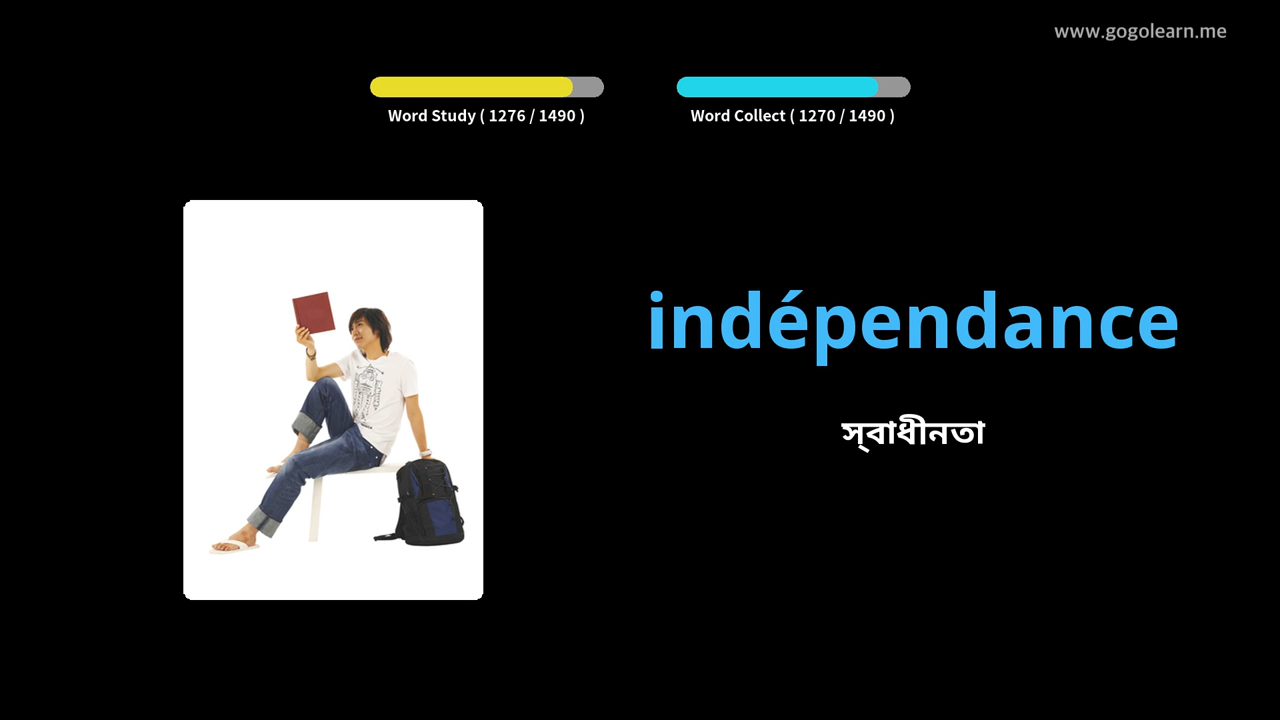 www.gogolearn.me
Word Study ( 1276 / 1490 )
Word Collect ( 1270 / 1490 )
indépendance
স্বাধীনতা